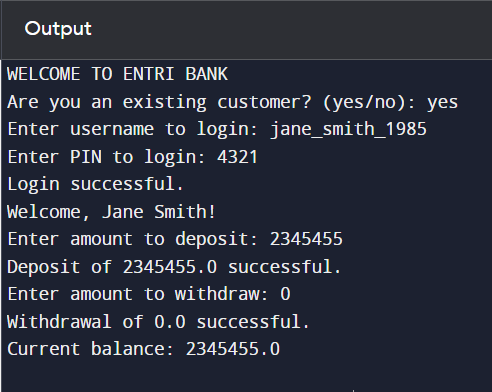 Output
WELCOME TO ENTRI BANK
Are you an existing customer? (yes/no): yes
Enter username to login: jane_smith_1985
Enter PIN to login: 4321
Login successful.
Welcome, Jane Smith!
Enter amount to deposit: 2345455
Deposit of 2345455.0 successful.
Enter amount to withdraw: 0
Withdrawal of 0.0 successful.
Current balance: 2345455.0